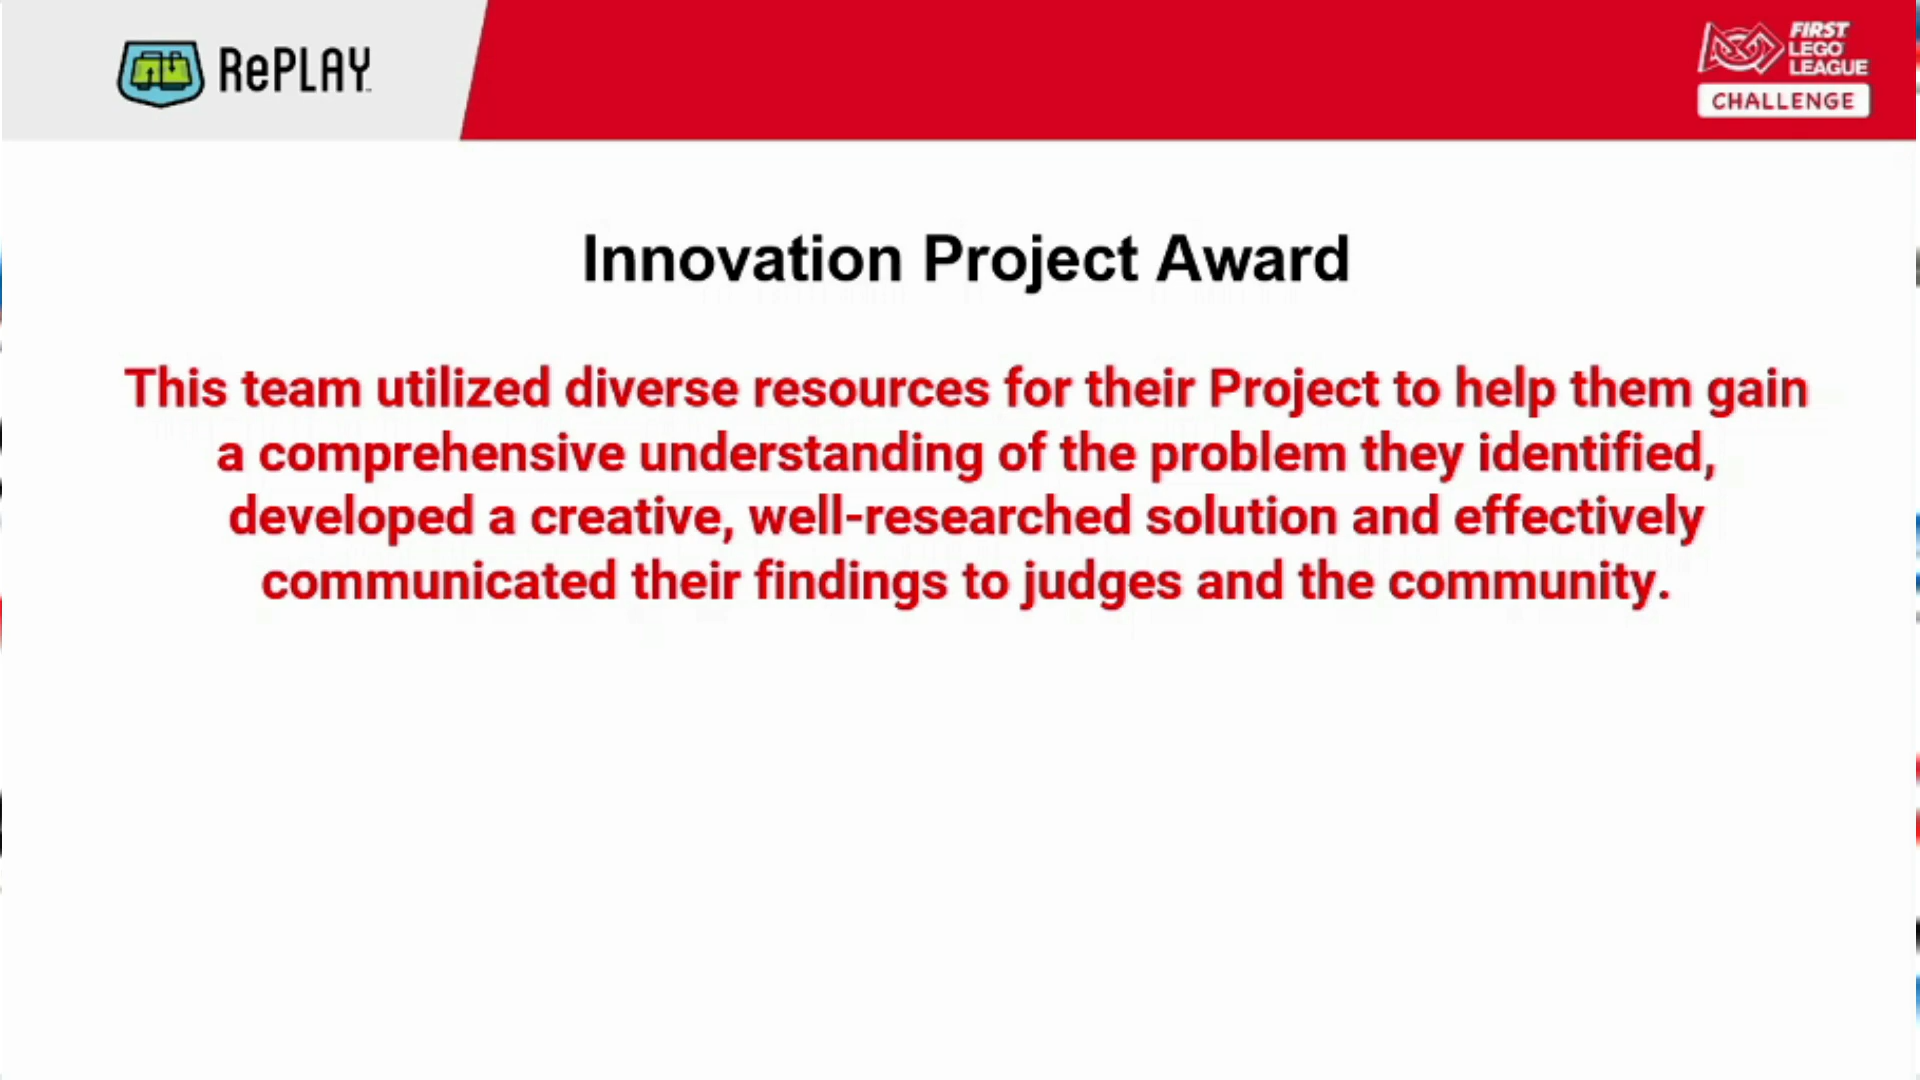 RePLAY
FIRST
LEGO
LEAGUE
CHALLENGE
Innovation Project Award
This team utilized diverse resources for their Project to help them gain
a comprehensive understanding of the problem they identified,
developed a creative, well-researched solution and effectively
communicated their findings to judges and the community.